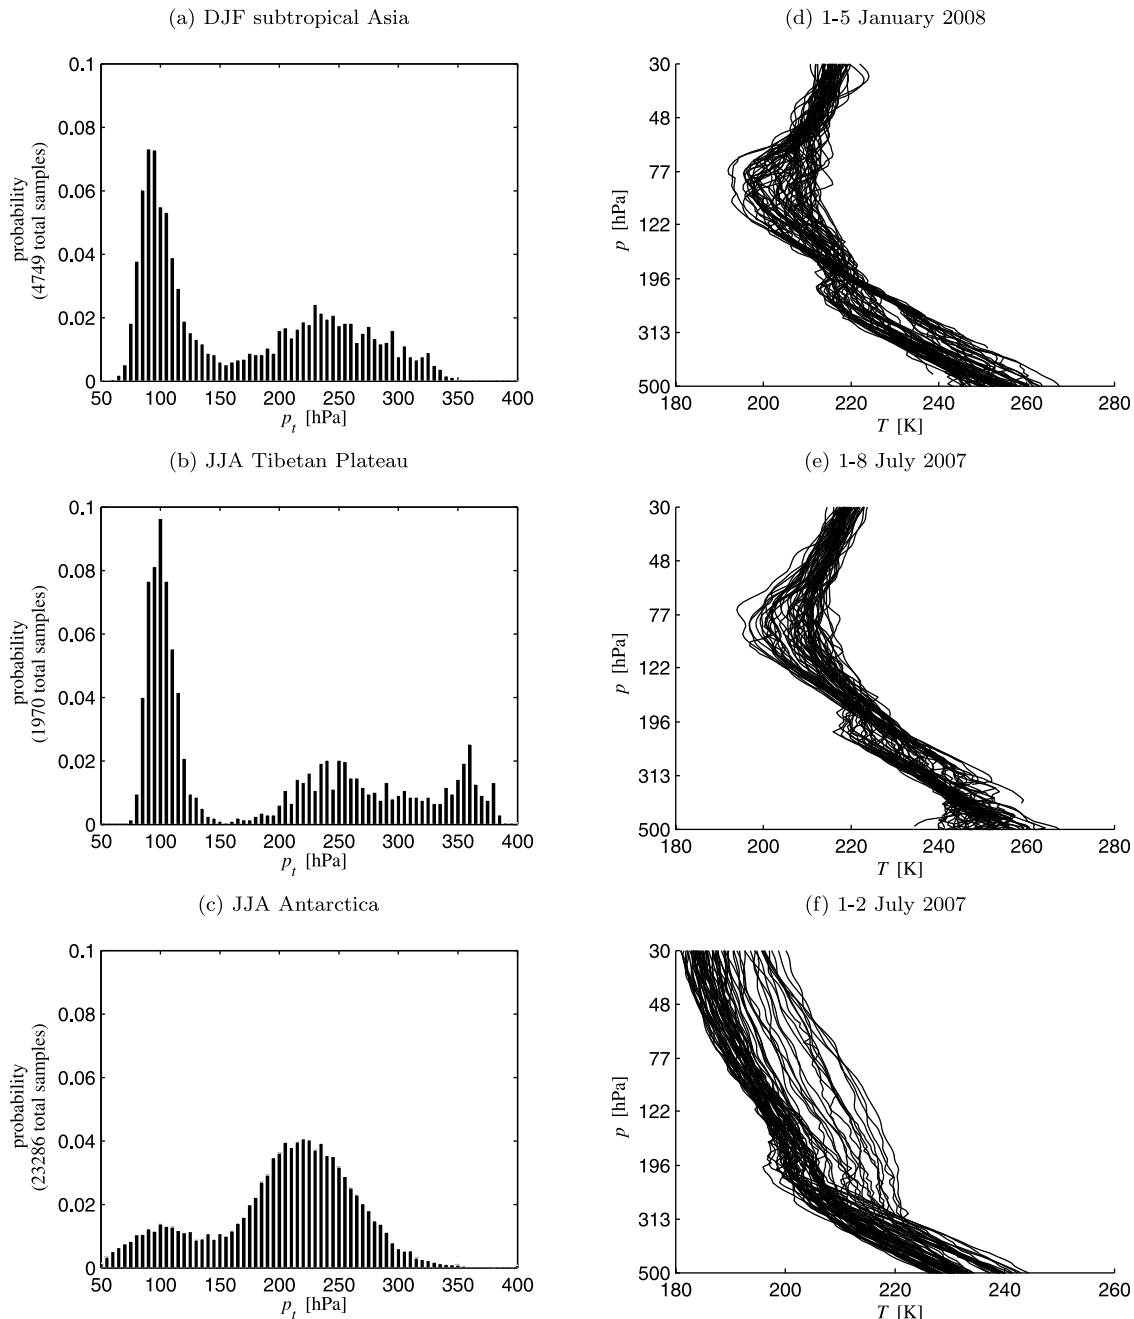 (a) DJF subtropical Asia
0.1
0.08
0.06
0.04
0.02
0
probability
(4749 total samples)
50 100 150 200 250 300 350 400
p_t [hPa]
(d) 1-5 January 2008
30
48
77
122
196
313
500
p [hPa]
180 200 220 240 260 280
T [K]
(b) JJA Tibetan Plateau
0.1
0.08
0.06
0.04
0.02
0
probability
(1970 total samples)
50 100 150 200 250 300 350 400
p_t [hPa]
(e) 1-8 July 2007
30
48
77
122
196
313
500
p [hPa]
180 200 220 240 260 280
T [K]
(c) JJA Antarctica
0.1
0.08
0.06
0.04
0.02
0
probability
(23286 total samples)
50 100 150 200 250 300 350 400
p_t [hPa]
(f) 1-2 July 2007
30
48
77
122
196
313
500
p [hPa]
180 200 220 240 260
T [K]